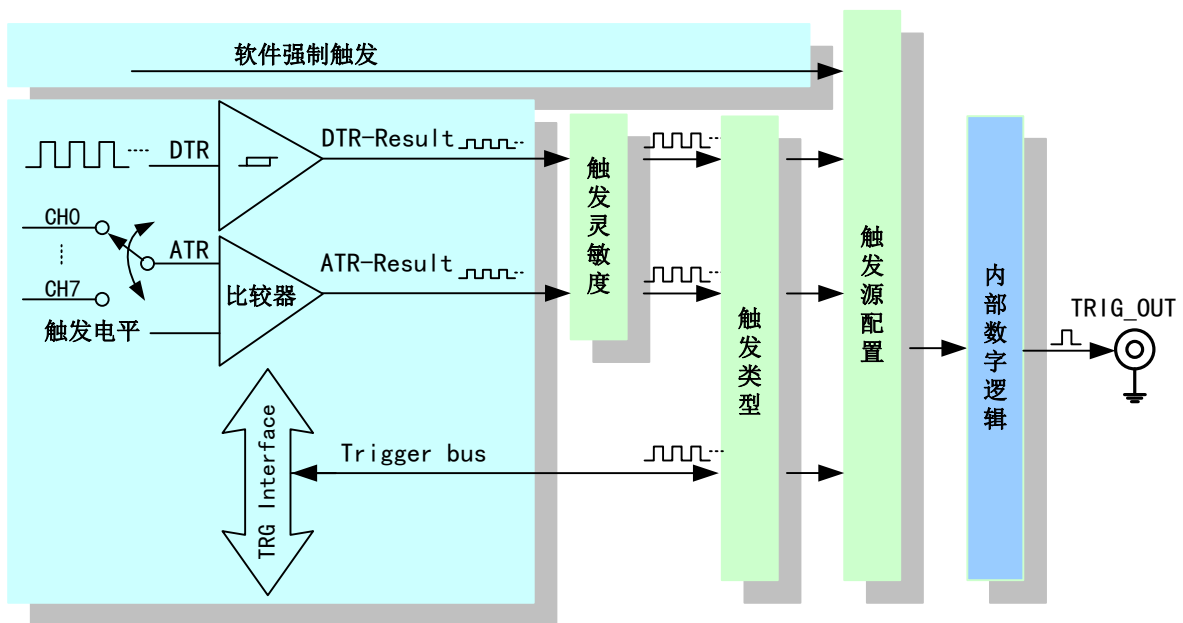 软件强制触发
DTR
DTR-Result
CH0
ATR
ATR-Result
CH7
触发电平
比较器
TRG Interface
Trigger bus
触发灵敏度
触发类型
触发源配置
内部数字逻辑
TRIG_OUT